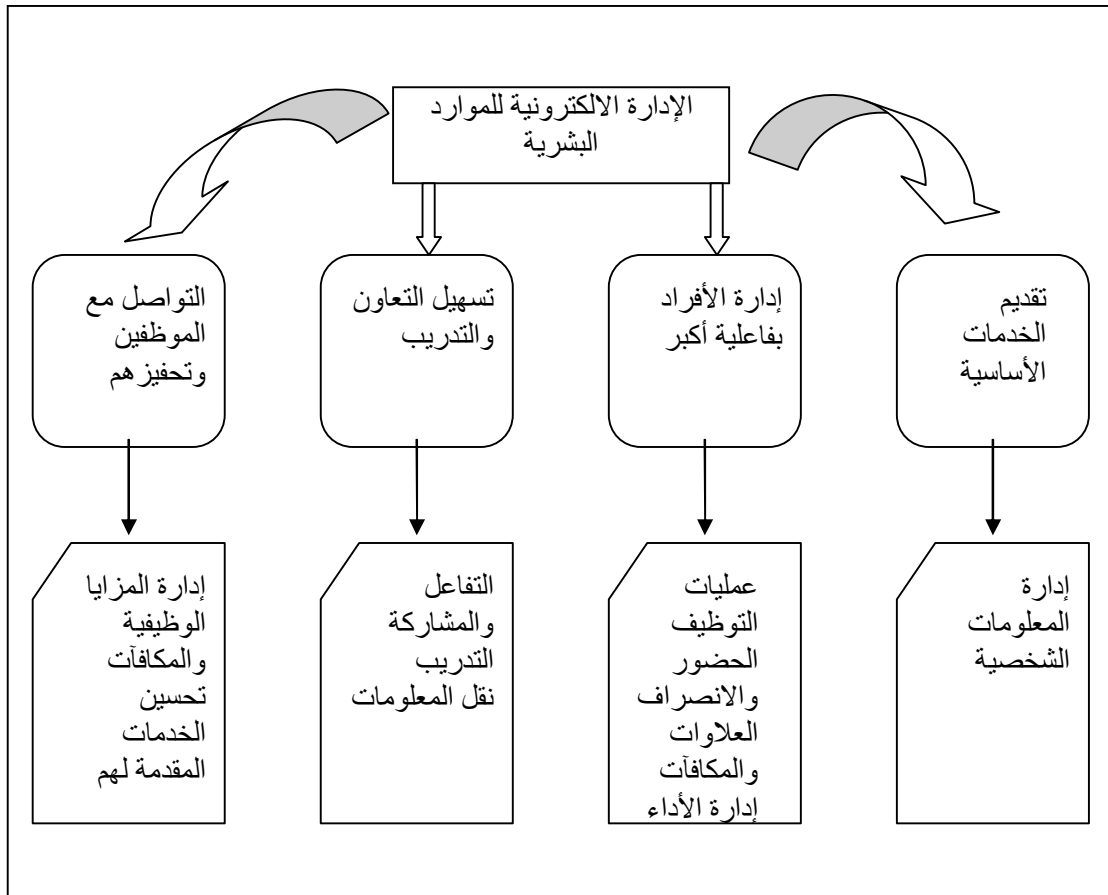 الإدارة الالكترونية للموارد
البشرية
تقديم
الخدمات
الأساسية
إدارة الأفراد
بفاعلية أكبر
تسهيل التعاون
والتدريب
التواصل مع
الموظفين
وتحفيزهم
إدارة
المعلومات
الشخصية
عمليات
التوظيف
الحضور
والانصراف
العلاوات
والمكافآت
إدارة الأداء
التفاعل
والمشاركة
التدريب
نقل المعلومات
إدارة المزايا
الوظيفية
والمكافآت
تحسين
الخدمات
المقدمة لهم